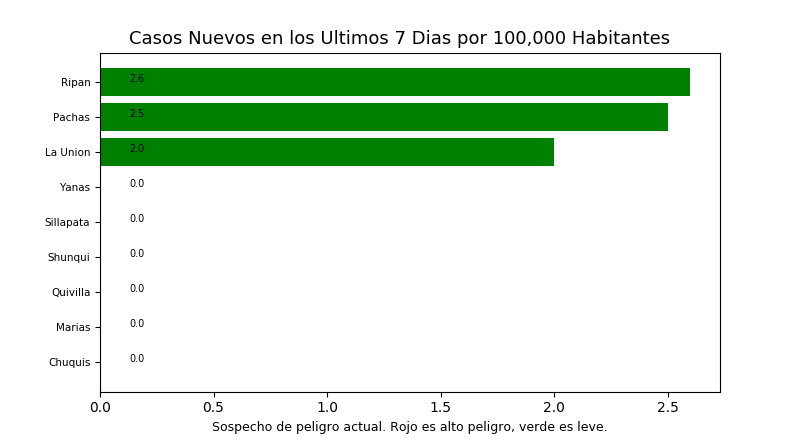 Casos Nuevos en los Ultimos 7 Dias por 100,000 Habitantes
Ripan 2.6
Pachas 2.5
La Union 2.0
Yanas 0.0
Sillapata 0.0
Shunqui 0.0
Quivilla 0.0
Marias 0.0
Chuquis 0.0
0.0 0.5 1.0 1.5 2.0 2.5
Sospecho de peligro actual. Rojo es alto peligro, verde es leve.